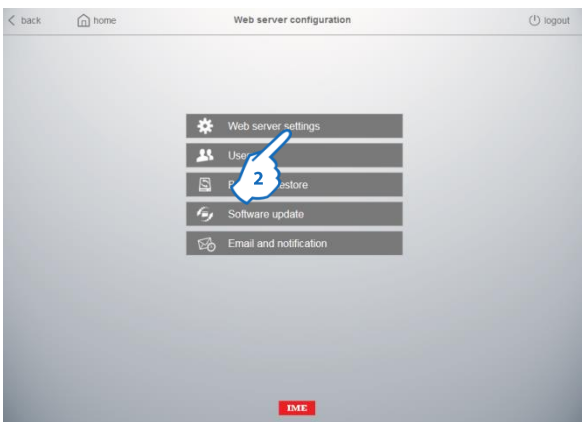 back home Web server configuration logout
Web server settings
Use
2
estore
Software update
Email and notification
IME